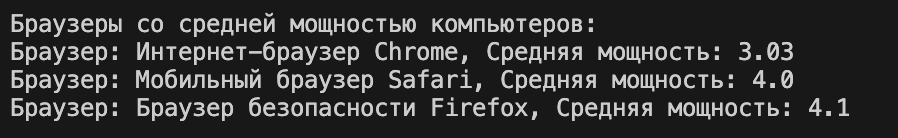 Браузеры со средней мощностью компьютеров:
Браузер: Интернет-браузер Chrome, Средняя мощность: 3.03
Браузер: Мобильный браузер Safari, Средняя мощность: 4.0
Браузер: Браузер безопасности Firefox, Средняя мощность: 4.1